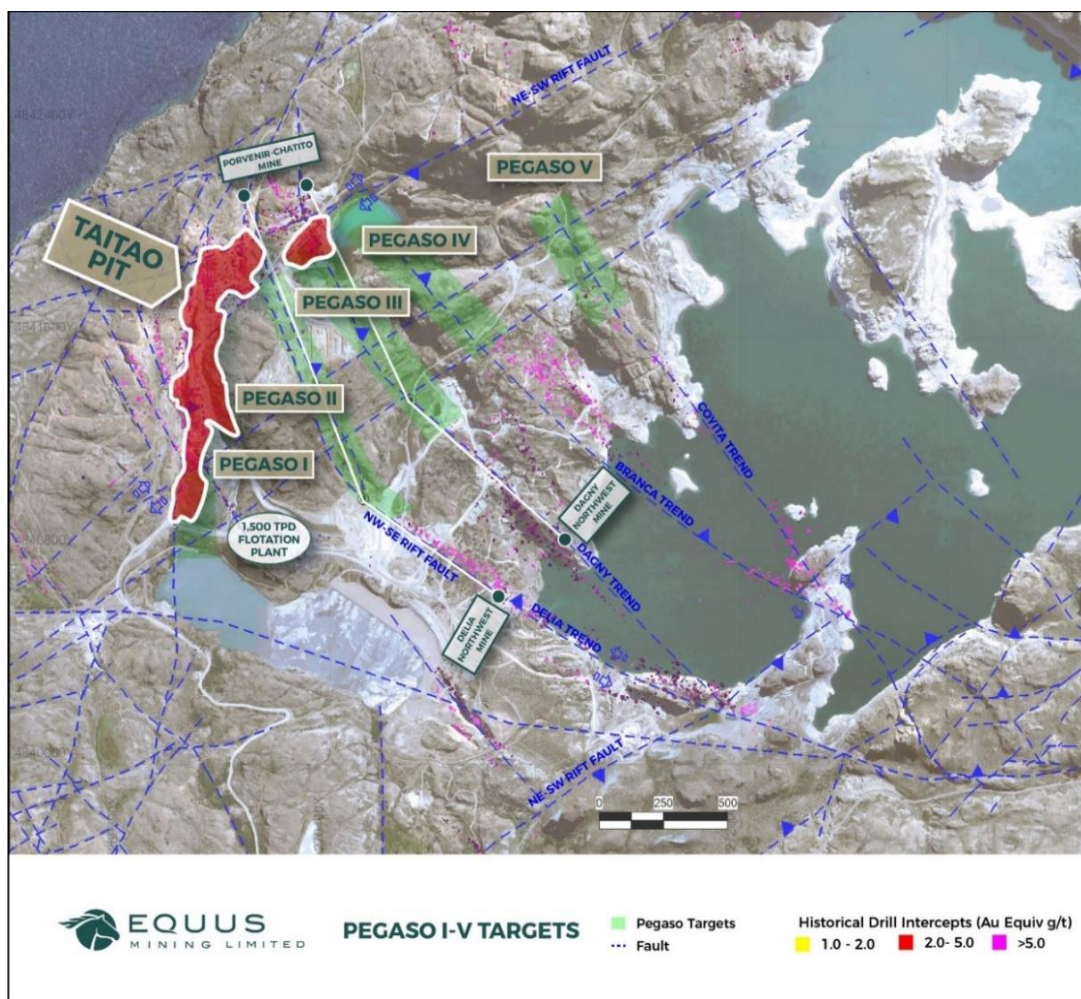 4842460Y
NE-SW RIFT FAULT
PORVENIR-CHATITO
MINE
PEGASO V
TAITAO
PIT
PEGASO IV
PEGASO III
PEGASO II
PEGASO I
1,500 TPD
FLOTATION
PLANT
NW-SE RIFT FAULT
COYITA TREND
BRANCA TREND
DAGNY
NORTHWEST
MINE
DAGNY TREND
DELIA
NORTHWEST
MINE
DELIA TREND
NE-SW RIFT FAULT
0 250 500
EQUUS
MINING LIMITED
PEGASO I-V TARGETS
Pegaso Targets
Fault
Historical Drill Intercepts (Au Equiv g/t)
1.0 - 2.0 2.0- 5.0 >5.0